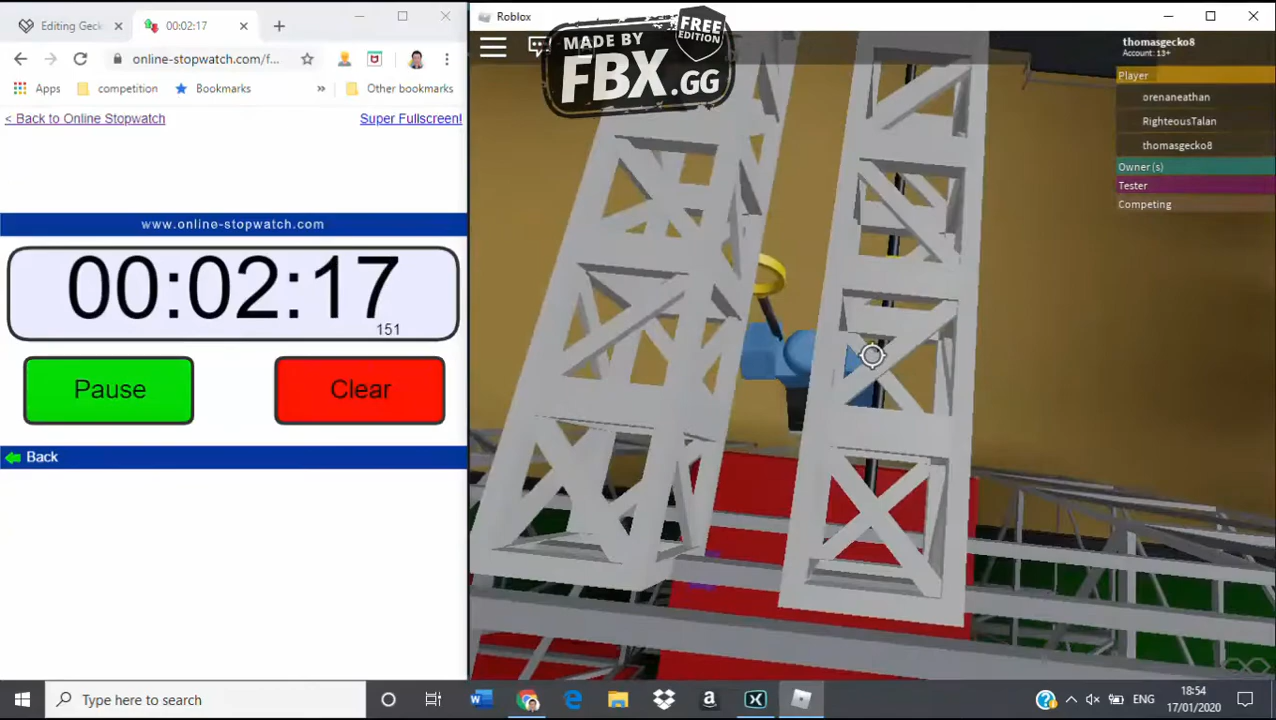 Editing Geck
00:02:17
Roblox
online-stopwatch.com/f...
Apps
competition
Bookmarks
»
Other bookmarks
< Back to Online Stopwatch
Super Fullscreen!
www.online-stopwatch.com
00:02:17
151
Pause
Clear
Back
MADE BY
FBX.GG
FREE
EDITION
thomasgecko8
Account: 13+
Player
orenaneathan
RighteousTalan
thomasgecko8
Owner(s)
Tester
Competing
Type here to search
ENG
18:54
17/01/2020